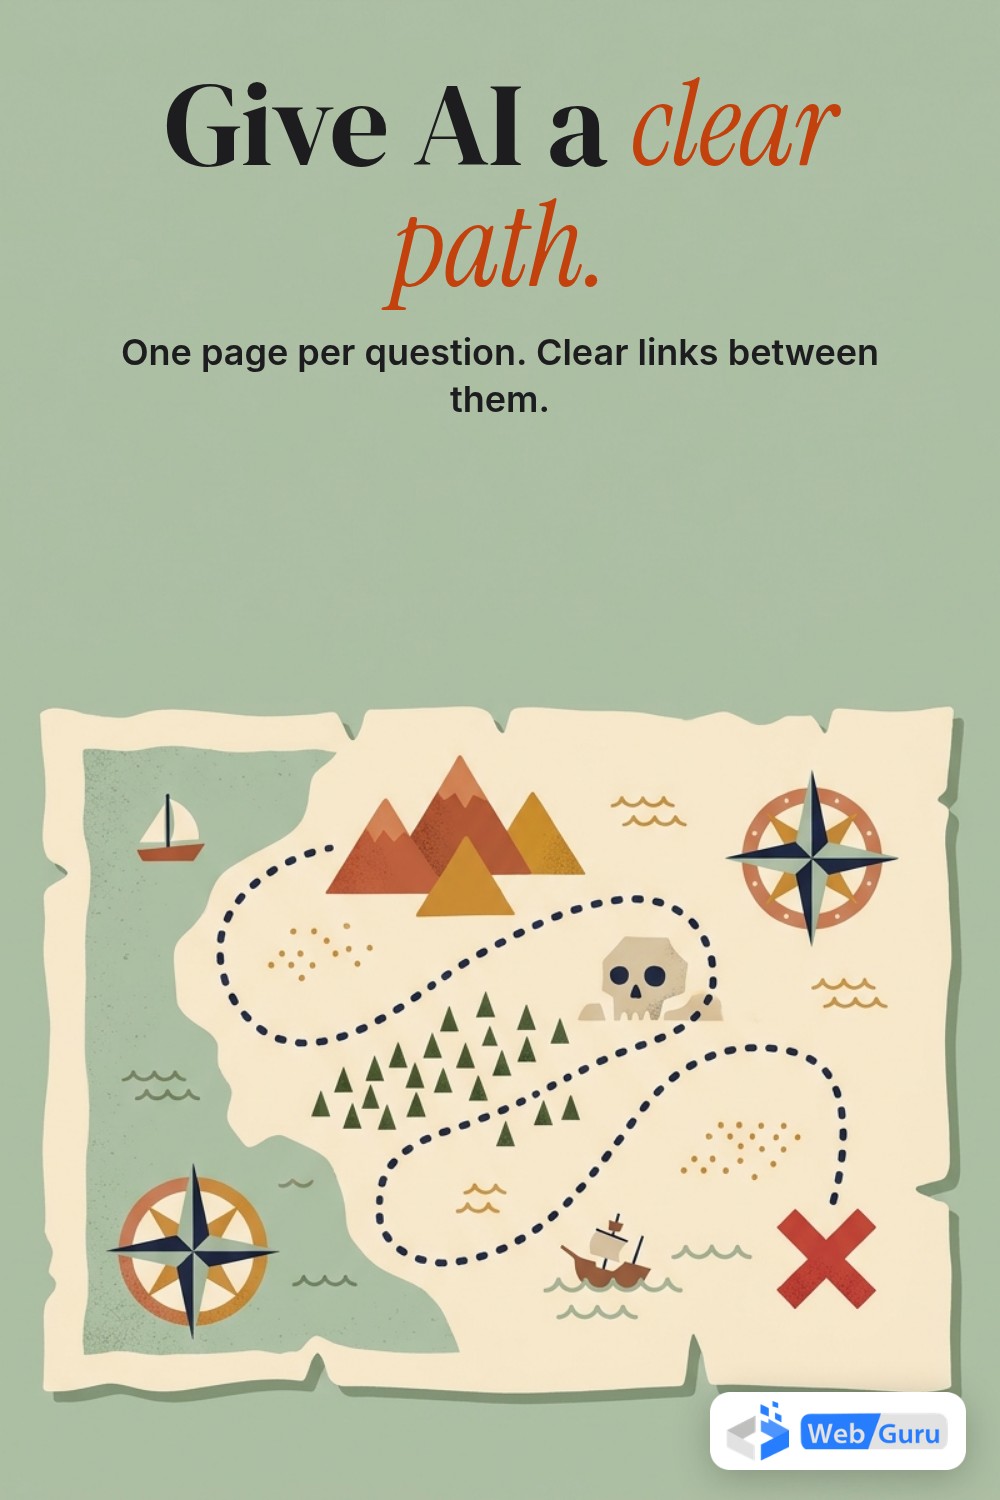 Give AI a clear
path.
One page per question. Clear links between
them.
Web Guru